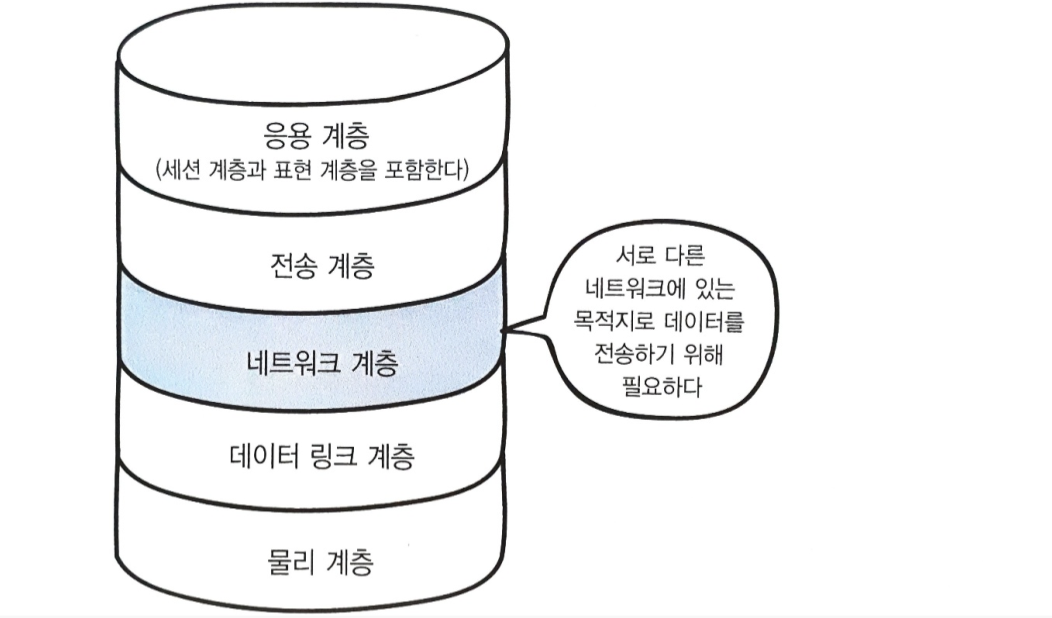 응용 계층
(세션 계층과 표현 계층을 포함한다)
전송 계층
네트워크 계층
서로 다른
네트워크에 있는
목적지로 데이터를
전송하기 위해
필요하다
데이터 링크 계층
물리 계층